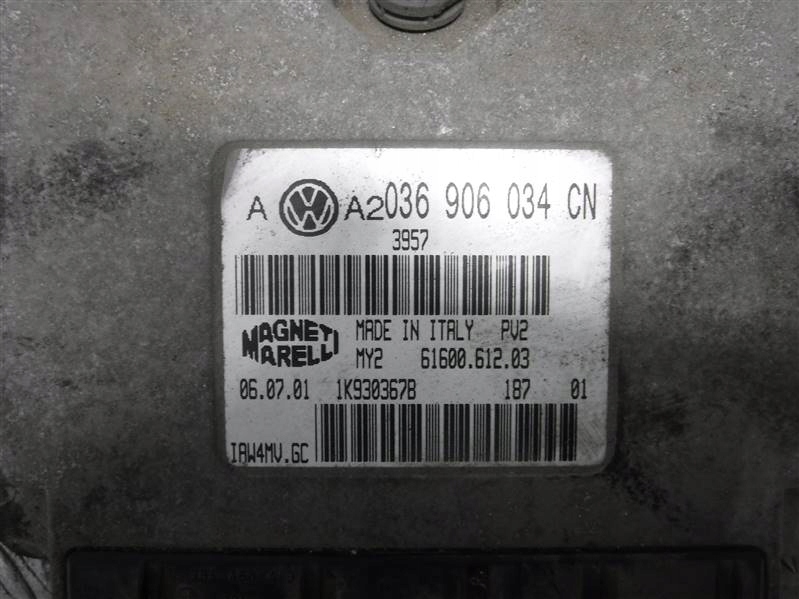 A VW A2 036 906 034 CN
3957
MAGNETI MARELLI
MADE IN ITALY PV2
MY2 61600.612.03
06.07.01 1K930367B 187 01
IAW4MV.GC